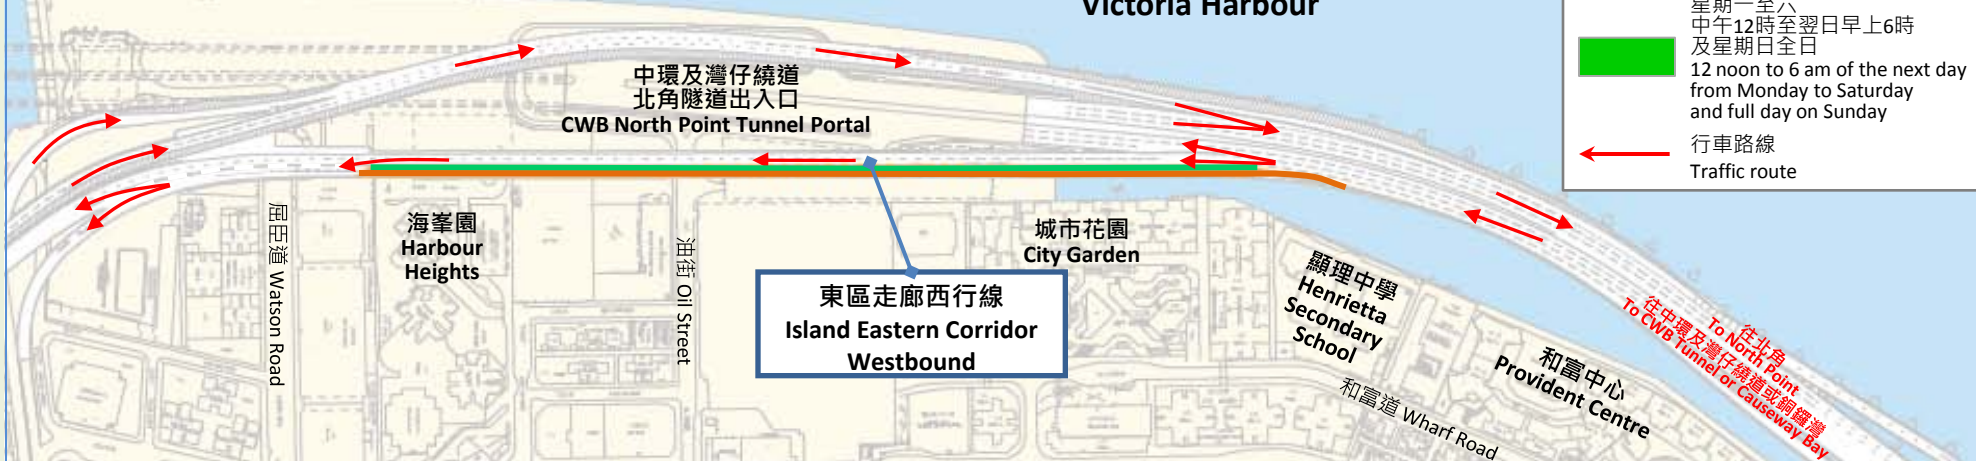 Victoria Harbour
星期一至六
中午12時至翌日早上6時
及星期日全日
12 noon to 6 am of the next day
from Monday to Saturday
and full day on Sunday
行車路線
Traffic route
中環及灣仔繞道
北角隧道出入口
CWB North Point Tunnel Portal
屈臣道 Watson Road
海峯園
Harbour
Heights
油街 Oil Street
東區走廊西行線
Island Eastern Corridor
Westbound
城市花園
City Garden
顯理中學
Henrietta
Secondary
School
和富中心
Provident Centre
和富道 Wharf Road
往北角
To North Point
往中環及灣仔繞道或銅鑼灣
To CWB Tunnel or Causeway Bay